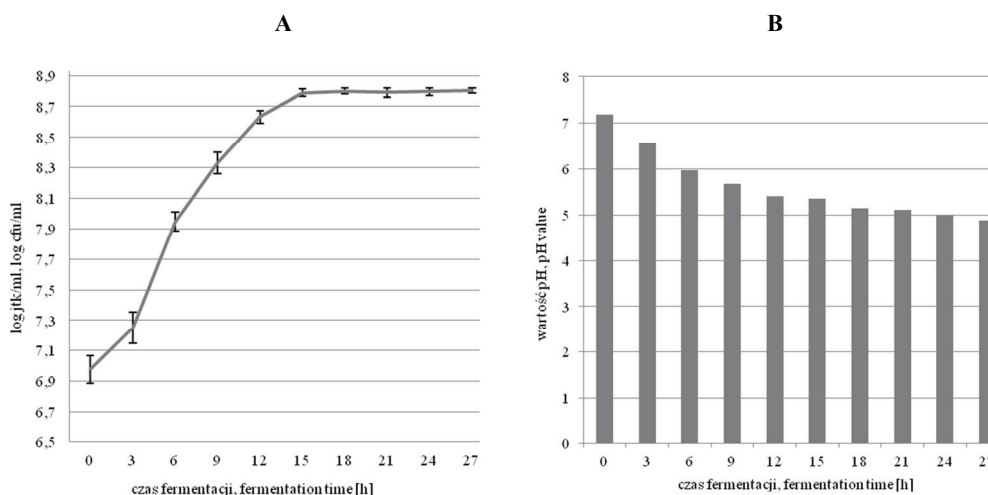 A
8,9
8,7
8,5
8,3
8,1
7,9
7,7
7,5
7,3
7,1
6,9
6,7
6,5
log jtk/ml, log cfu/ml
0 3 6 9 12 15 18 21 24 27
czas fermentacji, fermentation time [h]
B
8
7
6
5
4
3
2
1
0
wartość pH, pH value
0 3 6 9 12 15 18 21 24 27
czas fermentacji, fermentation time [h]